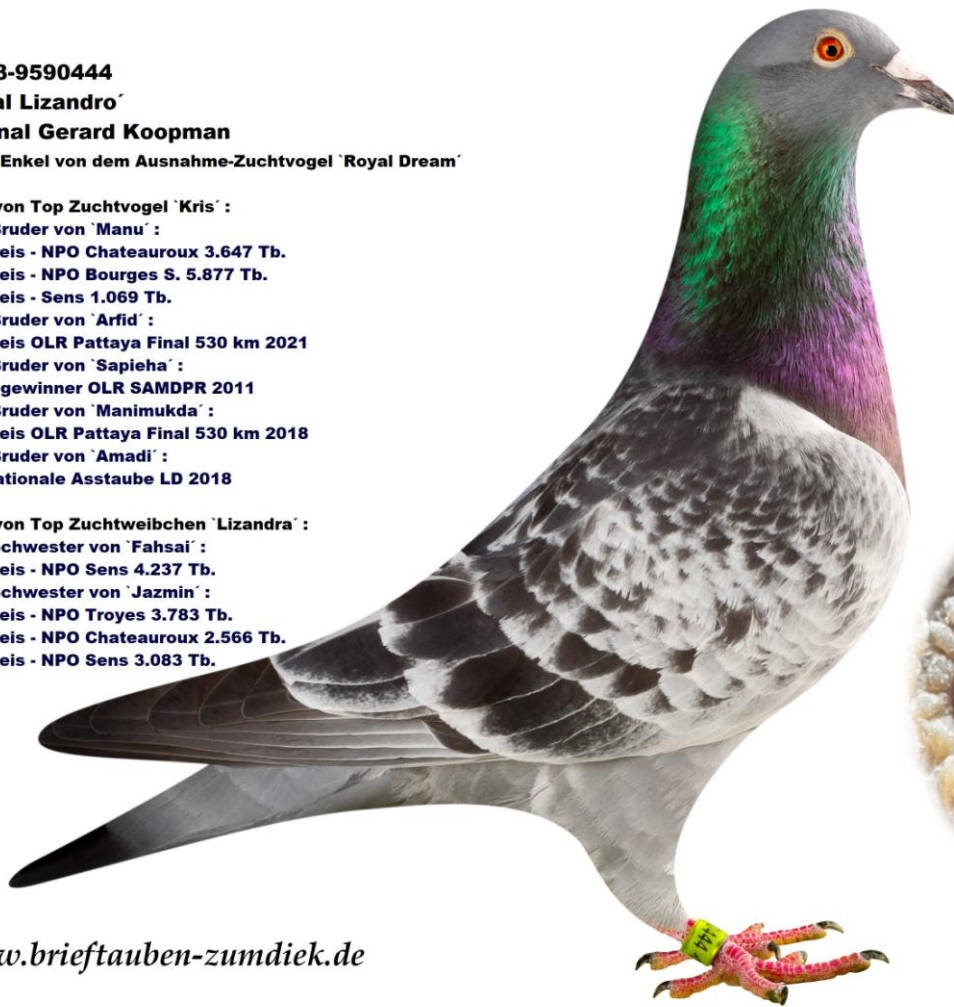 3-9590444
al Lizandro´
nal Gerard Koopman
Enkel von dem Ausnahme-Zuchtvogel `Royal Dream´
von Top Zuchtvogel `Kris´ :
Bruder von `Manu´ :
eis - NPO Chateauroux 3.647 Tb.
eis - NPO Bourges S. 5.877 Tb.
eis - Sens 1.069 Tb.
Bruder von `Arfid´ :
eis OLR Pattaya Final 530 km 2021
Bruder von `Sapieha´ :
gewinner OLR SAMDPR 2011
Bruder von `Manimukda´ :
eis OLR Pattaya Final 530 km 2018
Bruder von `Amadi´ :
ationale Asstaube LD 2018
von Top Zuchtweibchen `Lizandra´ :
chwester von `Fahsai´ :
eis - NPO Sens 4.237 Tb.
chwester von `Jazmin´ :
eis - NPO Troyes 3.783 Tb.
eis - NPO Chateauroux 2.566 Tb.
eis - NPO Sens 3.083 Tb.
444
w.brieftauben-zumdiek.de